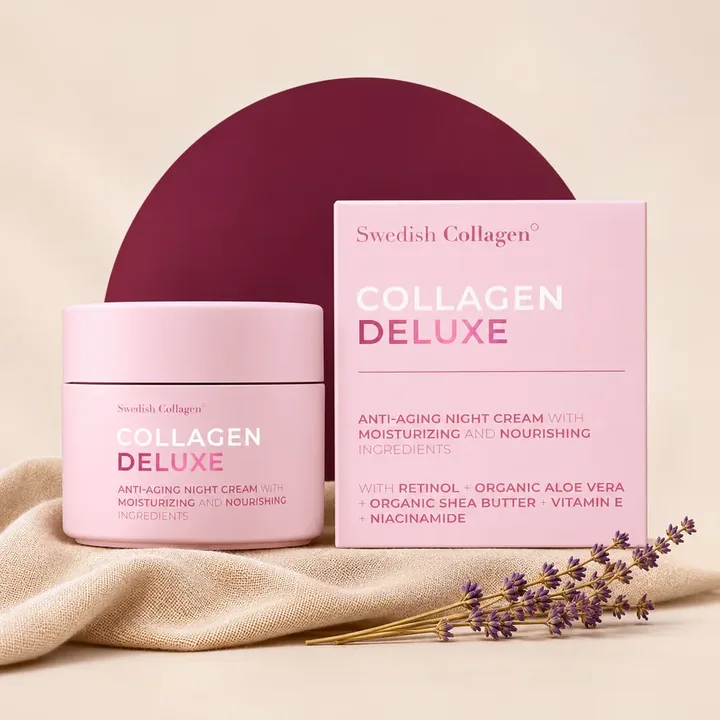 Swedish Collagen°
COLLAGEN
DELUXE
ANTI-AGING NIGHT CREAM WITH
MOISTURIZING AND NOURISHING
INGREDIENTS
Swedish Collagen°
COLLAGEN
DELUXE
ANTI-AGING NIGHT CREAM WITH
MOISTURIZING AND NOURISHING
INGREDIENTS
WITH RETINOL + ORGANIC ALOE VERA
+ ORGANIC SHEA BUTTER + VITAMIN E
+ NIACINAMIDE